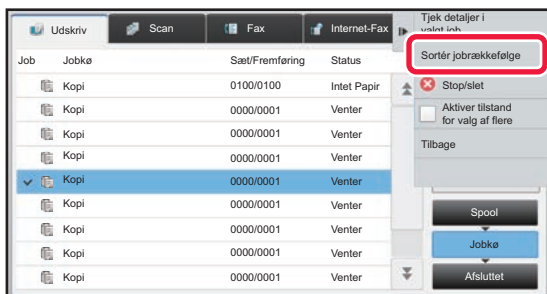 Udskriv Scan Fax Internet-Fax
Tjek detaljer i
valgt job
Job Jobkø Sæt/Fremføring Status
Sortér jobrækkefølge
Kopi 0100/0100 Intet Papir
Stop/slet
Kopi 0000/0001 Venter
Aktiver tilstand
for valg af flere
Kopi 0000/0001 Venter
Tilbage
Kopi 0000/0001 Venter
Kopi 0000/0001 Venter
Kopi 0000/0001 Venter
Spool
Kopi 0000/0001 Venter
Jobkø
Kopi 0000/0001 Venter
Kopi 0000/0001 Venter
Afsluttet